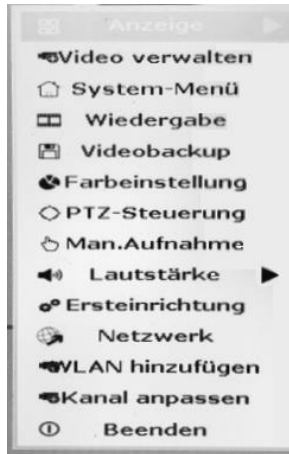 Anzeige
Video verwalten
System-Menü
Wiedergabe
Videobackup
Farbeinstellung
PTZ-Steuerung
Man.Aufnahme
Lautstärke
Ersteinrichtung
Netzwerk
WLAN hinzufügen
Kanal anpassen
Beenden